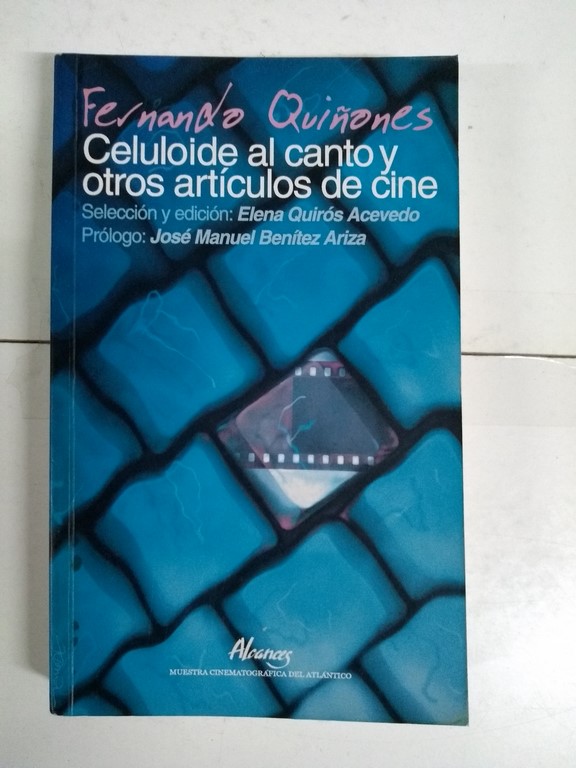 Fernando Quiñones
Celuloide al canto y
otros artículos de cine
Selección y edición: Elena Quirós Acevedo
Prólogo: José Manuel Benítez Ariza
Alcances
MUESTRA CINEMATOGRÁFICA DEL ATLÁNTICO